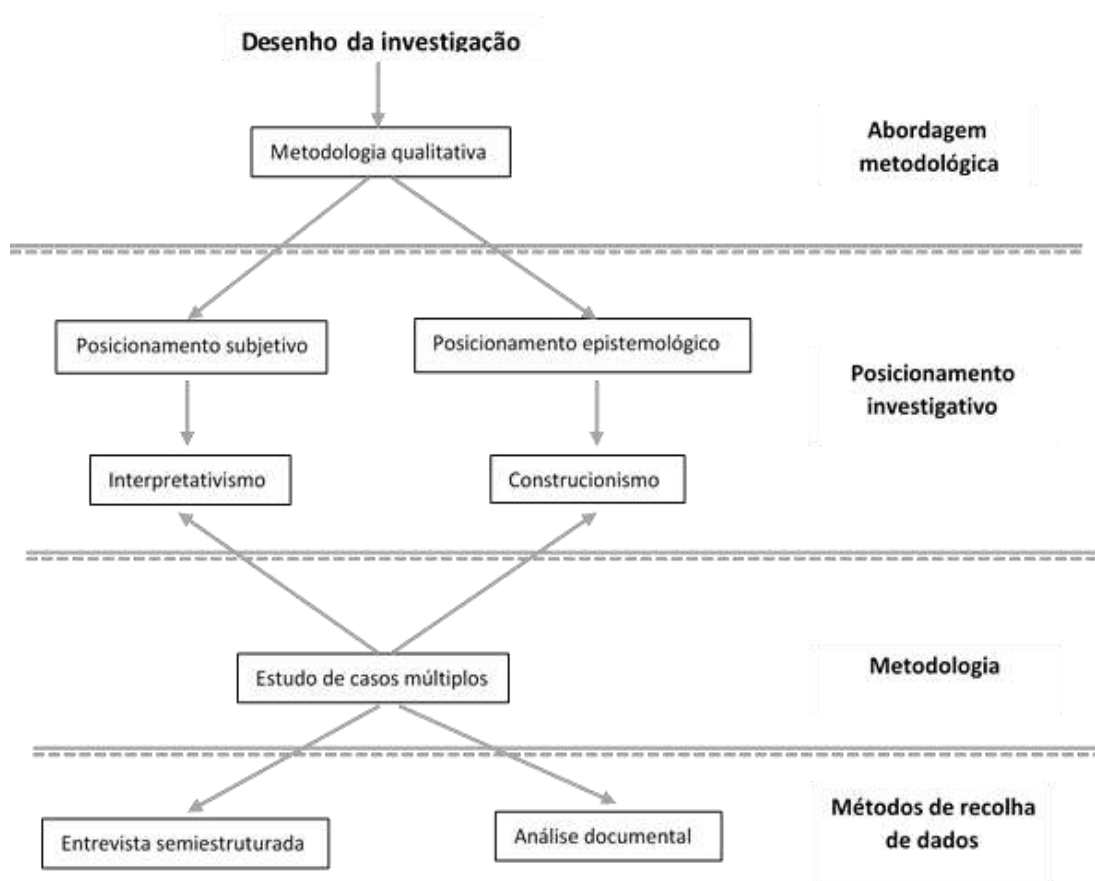 Desenho da investigação
Metodologia qualitativa
Abordagem
metodológica
Posicionamento subjetivo
Posicionamento epistemológico
Posicionamento
investigativo
Interpretativismo
Construcionismo
Estudo de casos múltiplos
Metodologia
Entrevista semiestruturada
Análise documental
Métodos de recolha
de dados